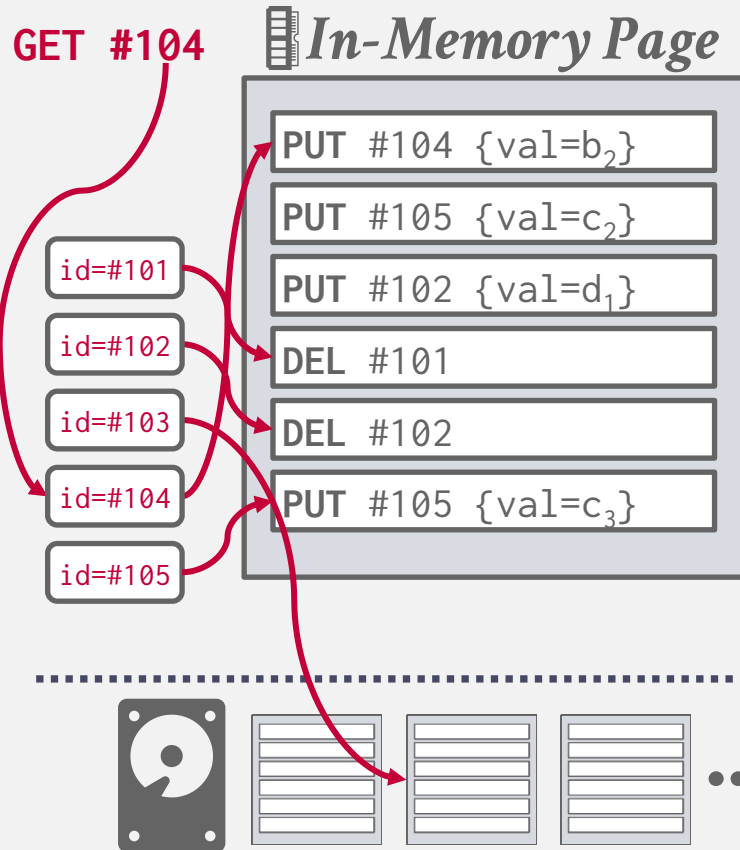 GET #104
In-Memory Page
PUT #104 {val=b₂}
PUT #105 {val=c₂}
PUT #102 {val=d₁}
DEL #101
DEL #102
PUT #105 {val=c₃}
id=#101
id=#102
id=#103
id=#104
id=#105